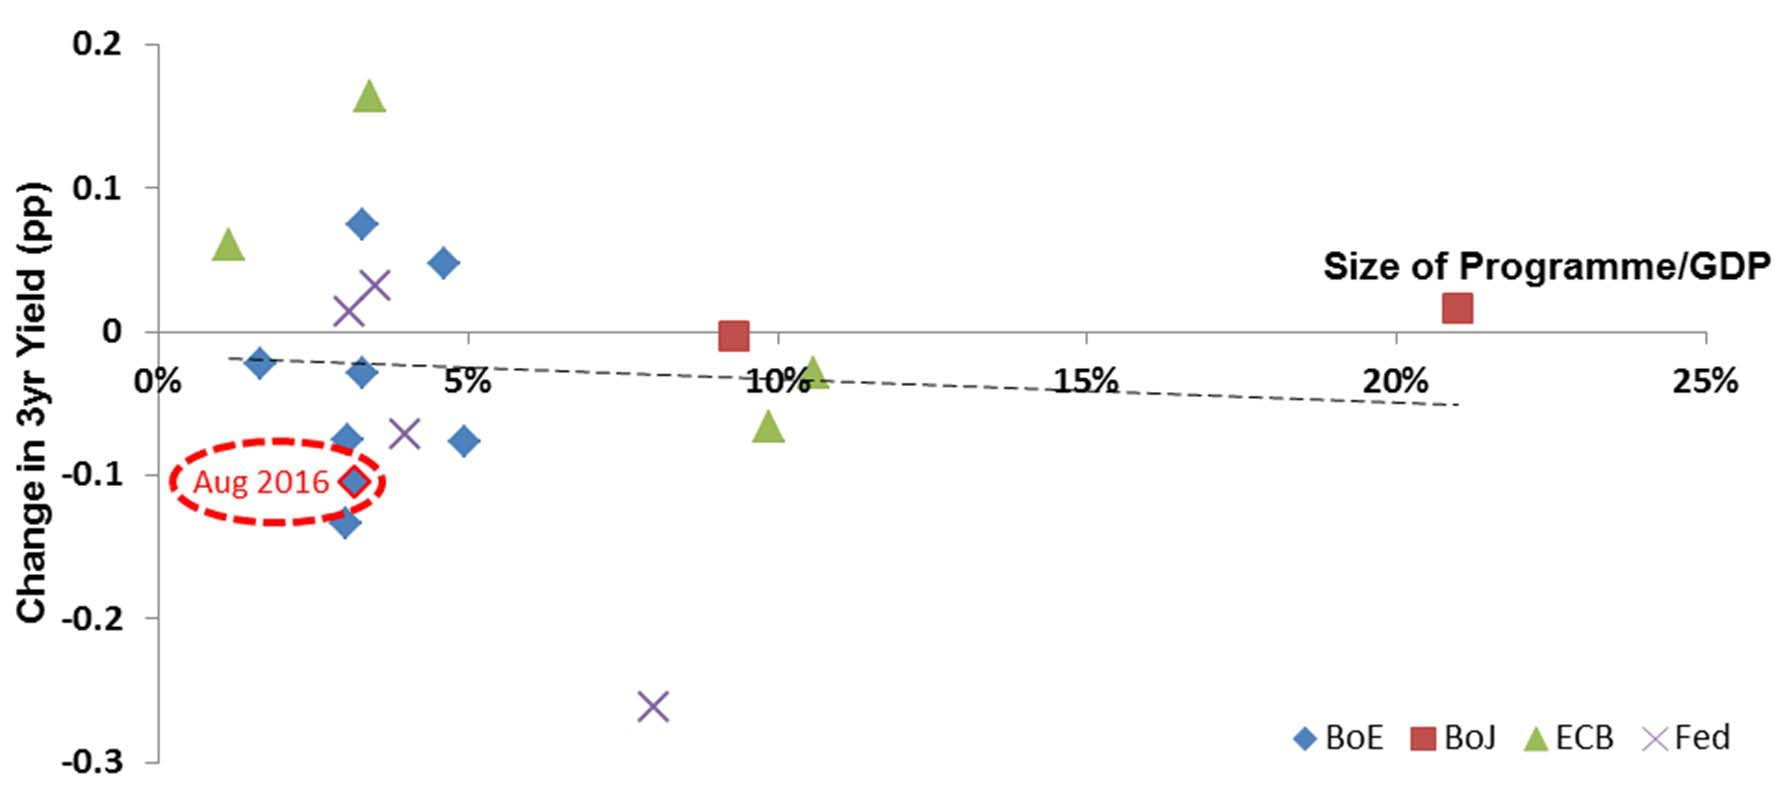 Change in 3yr Yield (pp)
0.2
0.1
0
-0.1
-0.2
-0.3
Size of Programme/GDP
0% 5% 10% 15% 20% 25%
Aug 2016
BoE BoJ ECB Fed